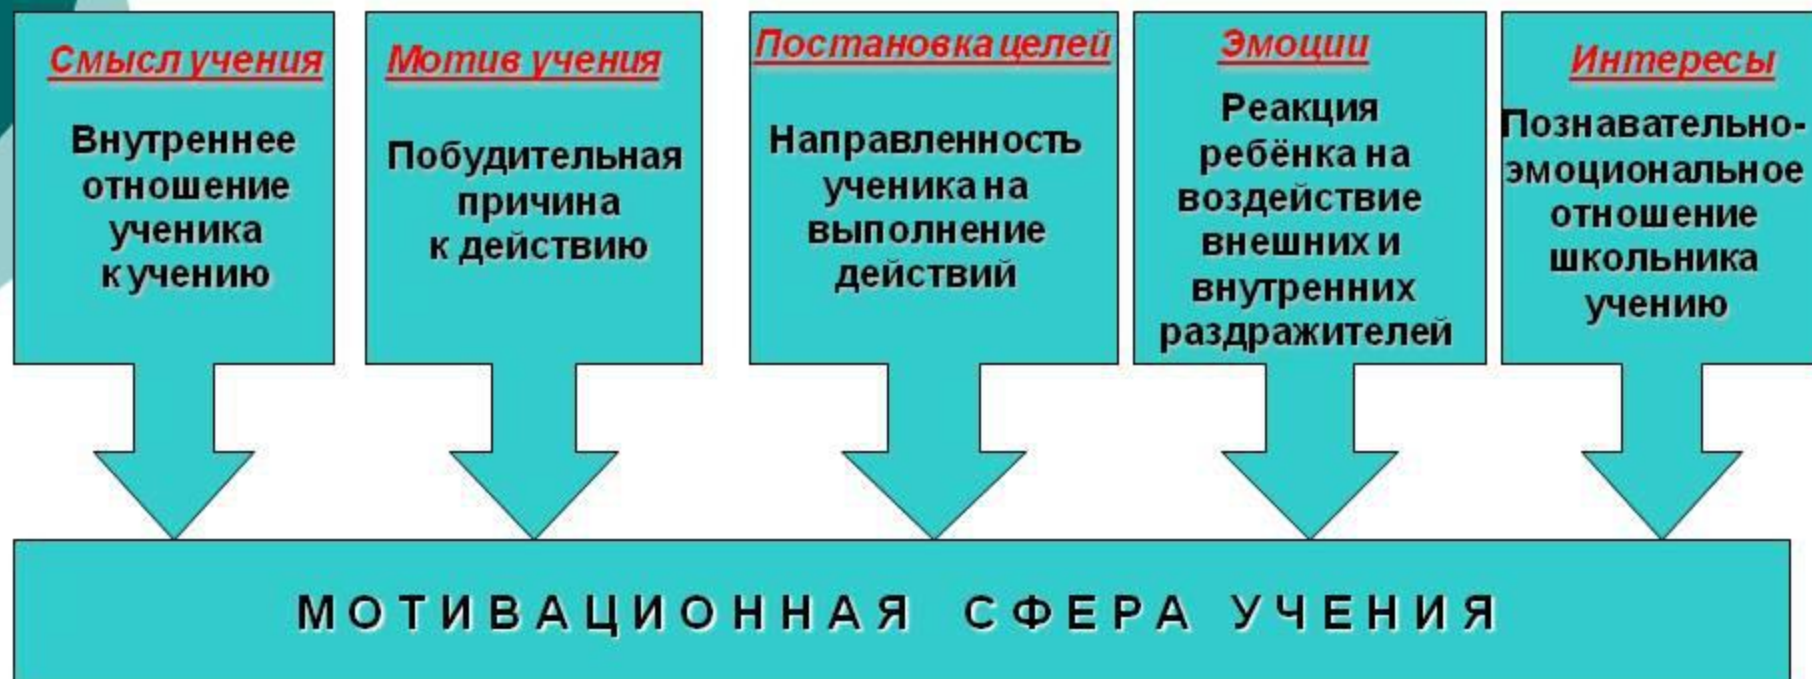 Смысл учения
Внутреннее
отношение
ученика
к учению
Мотив учения
Побудительная
причина
к действию
Постановка целей
Направленность
ученика на
выполнение
действий
Эмоции
Реакция
ребёнка на
воздействие
внешних и
внутренних
раздражителей
Интересы
Познавательно-
эмоциональное
отношение
школьника
учению
МОТИВАЦИОННАЯ СФЕРА УЧЕНИЯ